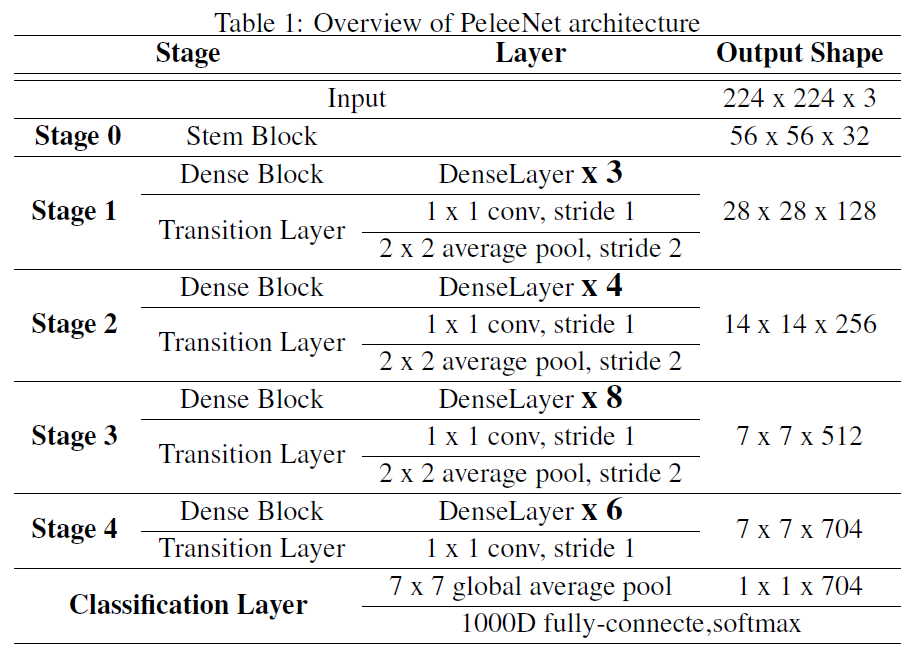 Table 1: Overview of PeleeNet architecture
Stage Layer Output Shape
Input 224 x 224 x 3
Stage 0 Stem Block 56 x 56 x 32
Dense Block DenseLayer x 3
Stage 1 28 x 28 x 128
Transition Layer 1 x 1 conv, stride 1
2 x 2 average pool, stride 2
Dense Block DenseLayer x 4
Stage 2 14 x 14 x 256
Transition Layer 1 x 1 conv, stride 1
2 x 2 average pool, stride 2
Dense Block DenseLayer x 8
Stage 3 7 x 7 x 512
Transition Layer 1 x 1 conv, stride 1
2 x 2 average pool, stride 2
Dense Block DenseLayer x 6
Stage 4 7 x 7 x 704
Transition Layer 1 x 1 conv, stride 1
Classification Layer 7 x 7 global average pool 1 x 1 x 704
1000D fully-connecte,softmax